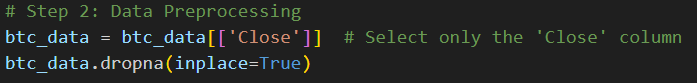 # Step 2: Data Preprocessing
btc_data = btc_data[['Close']]  # Select only the 'Close' column
btc_data.dropna(inplace=True)